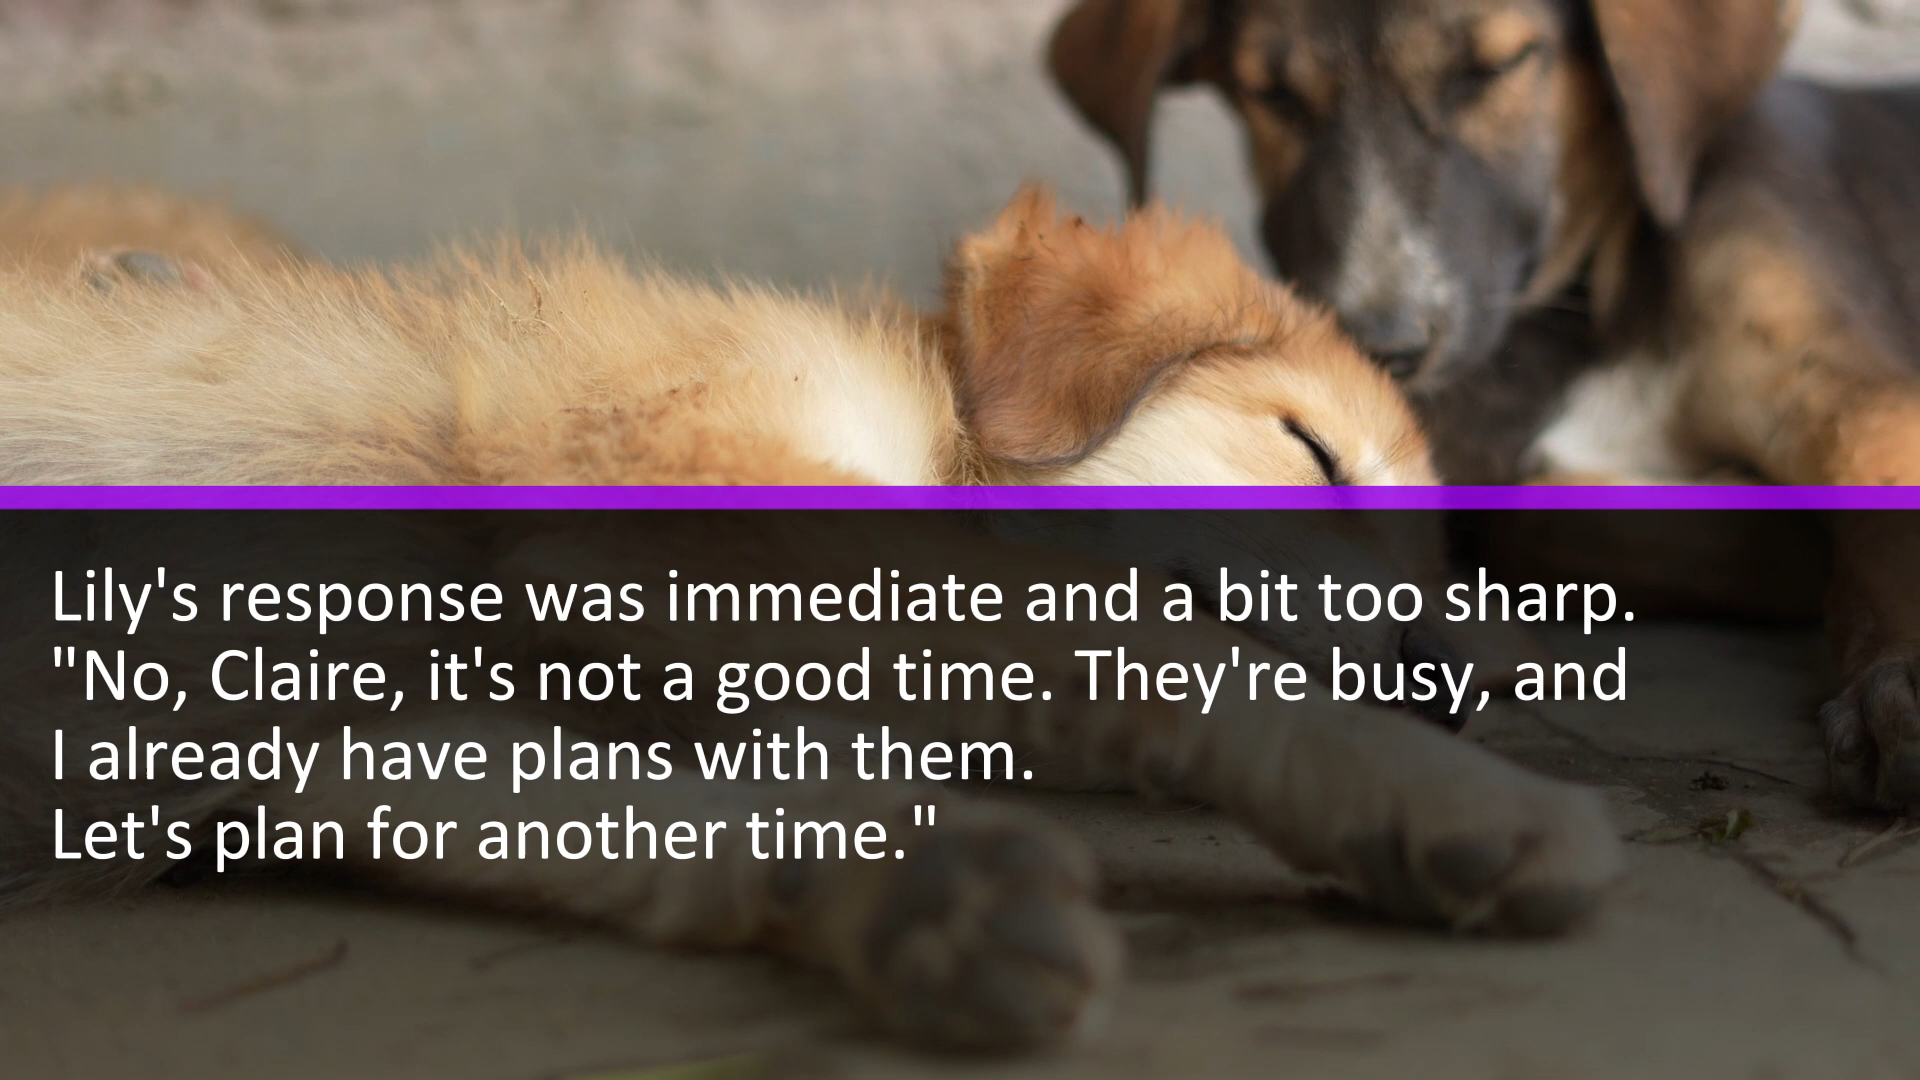 Lily's response was immediate and a bit too sharp.
"No, Claire, it's not a good time. They're busy, and
I already have plans with them.
Let's plan for another time."